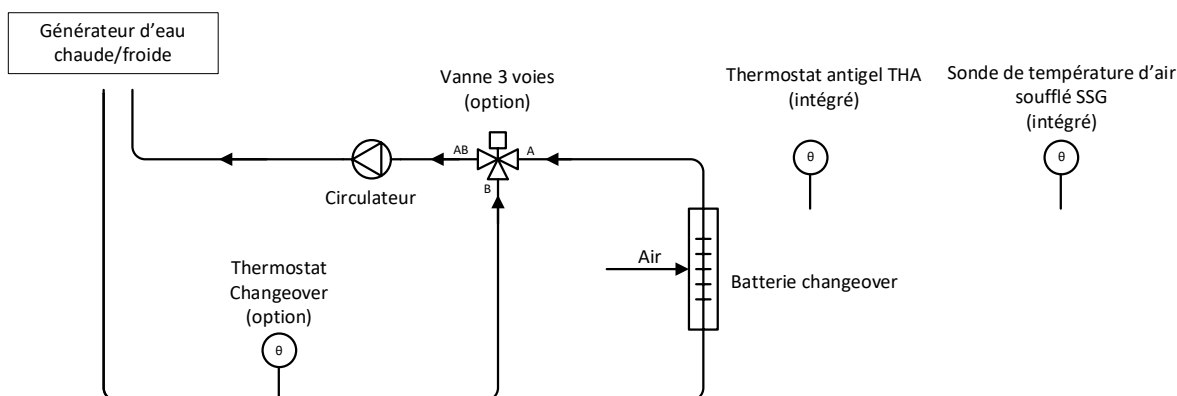 Générateur d’eau
chaude/froide
Vanne 3 voies
(option)
Thermostat antigel THA
(intégré)
Sonde de température d’air
soufflé SSG
(intégré)
θ
θ
AB
A
B
Circulateur
Air
Batterie changeover
Thermostat
Changeover
(option)
θ